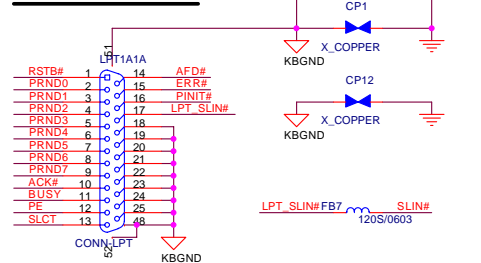 CP1
51
LPT1A1A
KBGND
X_COPPER
RSTB# 1 14 AFD#
PRND0 2 15 ERR#
PRND1 3 16 PINIT#
PRND2 4 17 LPT_SLIN#
PRND3 5 18
PRND4 6 19
PRND5 7 20
PRND6 8 21
PRND7 9 22
ACK# 10 23
BUSY 11 24
PE 12 25
SLCT 13 48
CONN-LPT
52
KBGND
CP12
KBGND
X_COPPER
LPT_SLIN# FB7 SLIN#
120S/0603